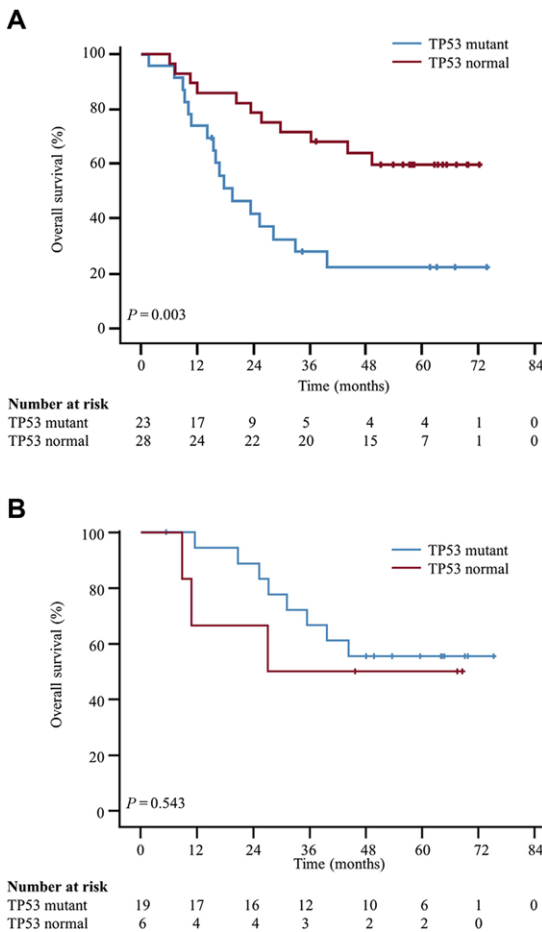 A
100
80
60
40
20
0
Overall survival (%)
TP53 mutant
TP53 normal
P = 0.003
0 12 24 36 48 60 72 84
Time (months)
Number at risk
TP53 mutant 23 17 9 5 4 4 1 0
TP53 normal 28 24 22 20 15 7 1 0
B
100
80
60
40
20
0
Overall survival (%)
TP53 mutant
TP53 normal
P = 0.543
0 12 24 36 48 60 72 84
Time (months)
Number at risk
TP53 mutant 19 17 16 12 10 6 1 0
TP53 normal 6 4 4 3 2 2 0